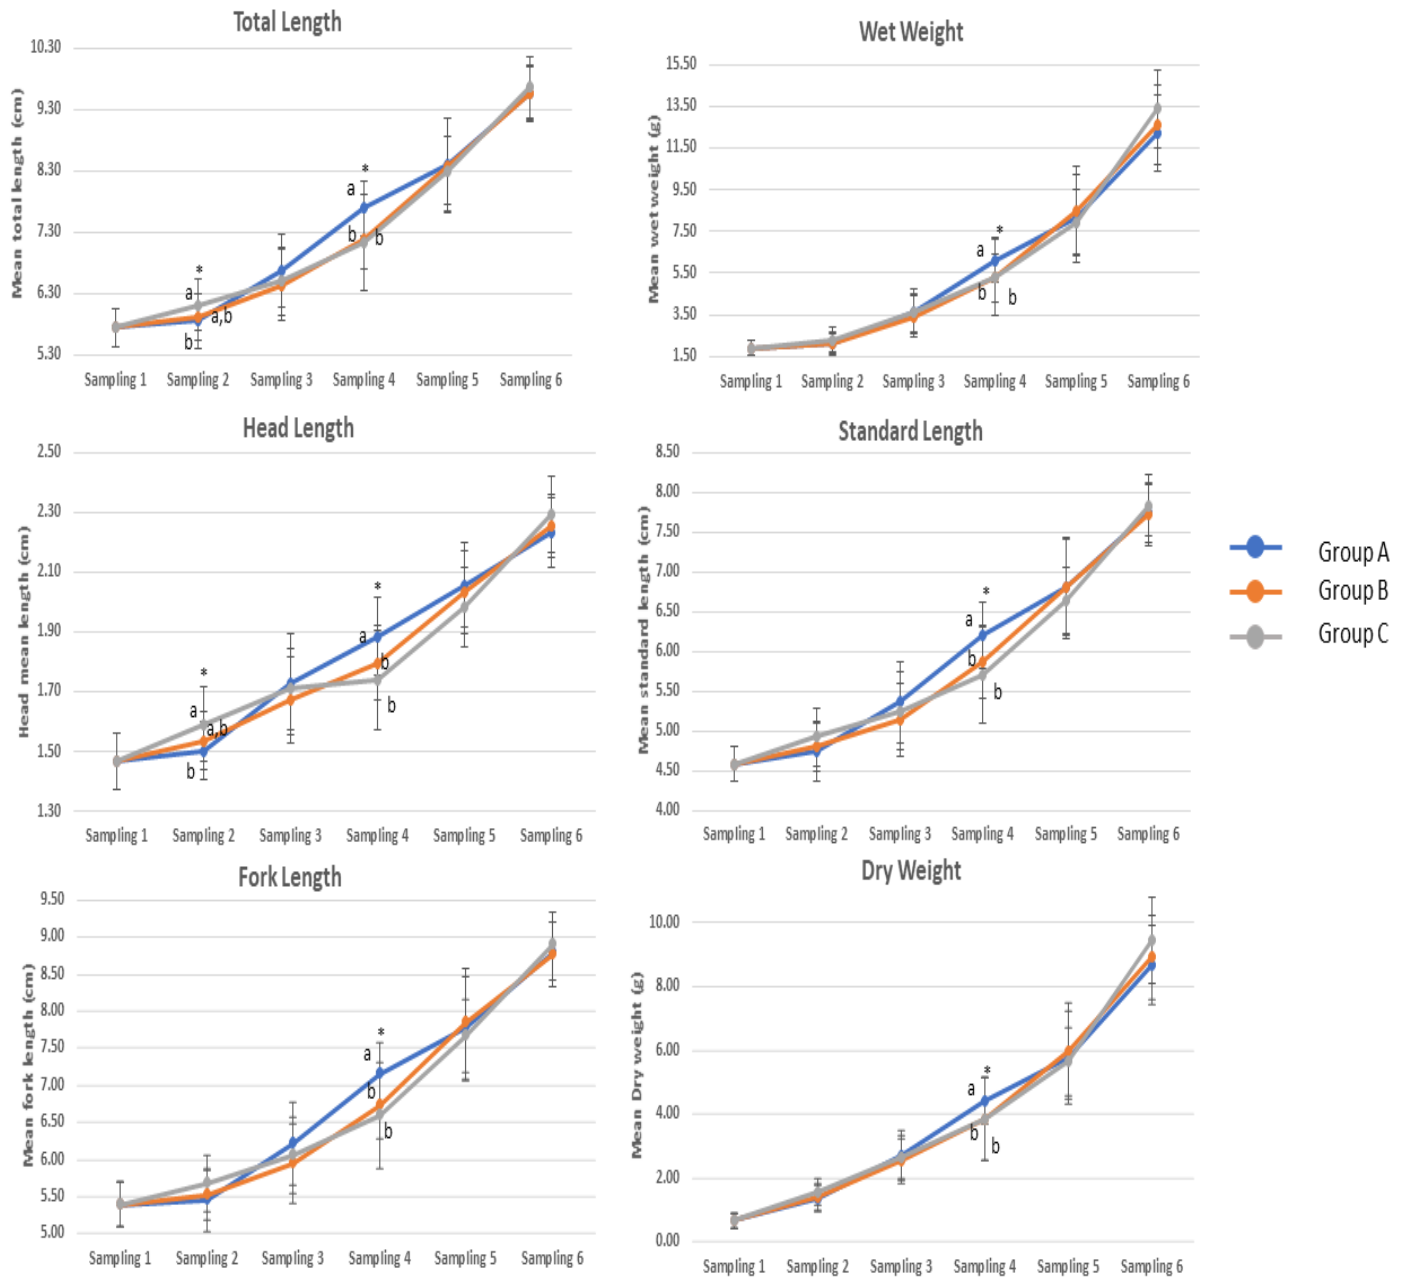 Total Length
Mean total length (cm)
10.30
9.30
8.30
7.30
6.30
5.30
*
a
a,b
b
*
a
b
b
Sampling 1 Sampling 2 Sampling 3 Sampling 4 Sampling 5 Sampling 6
Wet Weight
Mean wet weight (g)
15.50
13.50
11.50
9.50
7.50
5.50
3.50
1.50
*
a
b
b
Sampling 1 Sampling 2 Sampling 3 Sampling 4 Sampling 5 Sampling 6
Head Length
Head mean length (cm)
2.50
2.30
2.10
1.90
1.70
1.50
1.30
*
a
a,b
b
*
a
b
b
Sampling 1 Sampling 2 Sampling 3 Sampling 4 Sampling 5 Sampling 6
Standard Length
Mean standard length (cm)
8.50
8.00
7.50
7.00
6.50
6.00
5.50
5.00
4.50
4.00
*
a
b
b
Sampling 1 Sampling 2 Sampling 3 Sampling 4 Sampling 5 Sampling 6
Group A
Group B
Group C
Fork Length
Mean fork length (cm)
9.50
9.00
8.50
8.00
7.50
7.00
6.50
6.00
5.50
5.00
*
a
b
b
Sampling 1 Sampling 2 Sampling 3 Sampling 4 Sampling 5 Sampling 6
Dry Weight
Mean Dry weight (g)
10.00
8.00
6.00
4.00
2.00
0.00
*
a
b
b
Sampling 1 Sampling 2 Sampling 3 Sampling 4 Sampling 5 Sampling 6